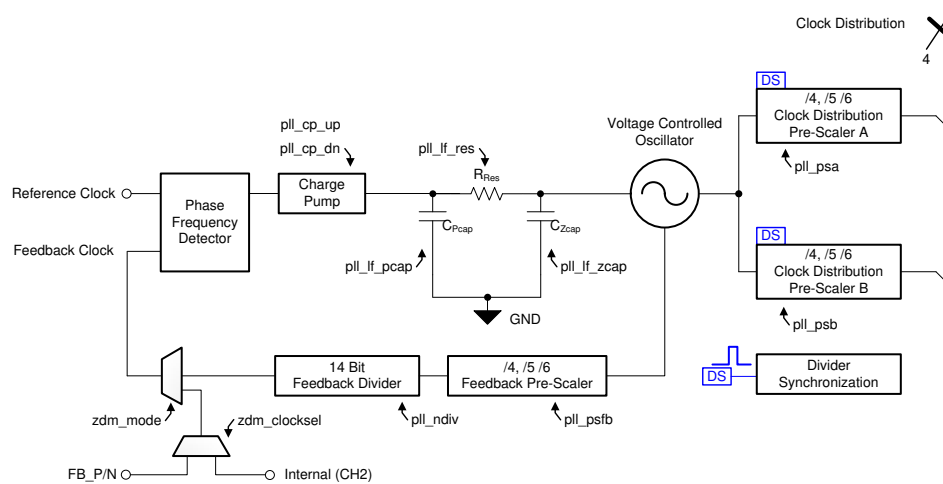 Clock Distribution
4
DS
/4, /5 /6
Clock Distribution
Pre-Scaler A
pll_psa
Voltage Controlled
Oscillator
pll_cp_up
pll_cp_dn
pll_lf_res
R_Res
Reference Clock
Phase
Frequency
Detector
Charge
Pump
C_Pcap
C_Zcap
Feedback Clock
pll_lf_pcap
pll_lf_zcap
GND
DS
/4, /5 /6
Clock Distribution
Pre-Scaler B
pll_psb
14 Bit
Feedback Divider
/4, /5 /6
Feedback Pre-Scaler
DS
Divider
Synchronization
zdm_mode
zdm_clocksel
pll_ndiv
pll_psfb
FB_P/N
Internal (CH2)